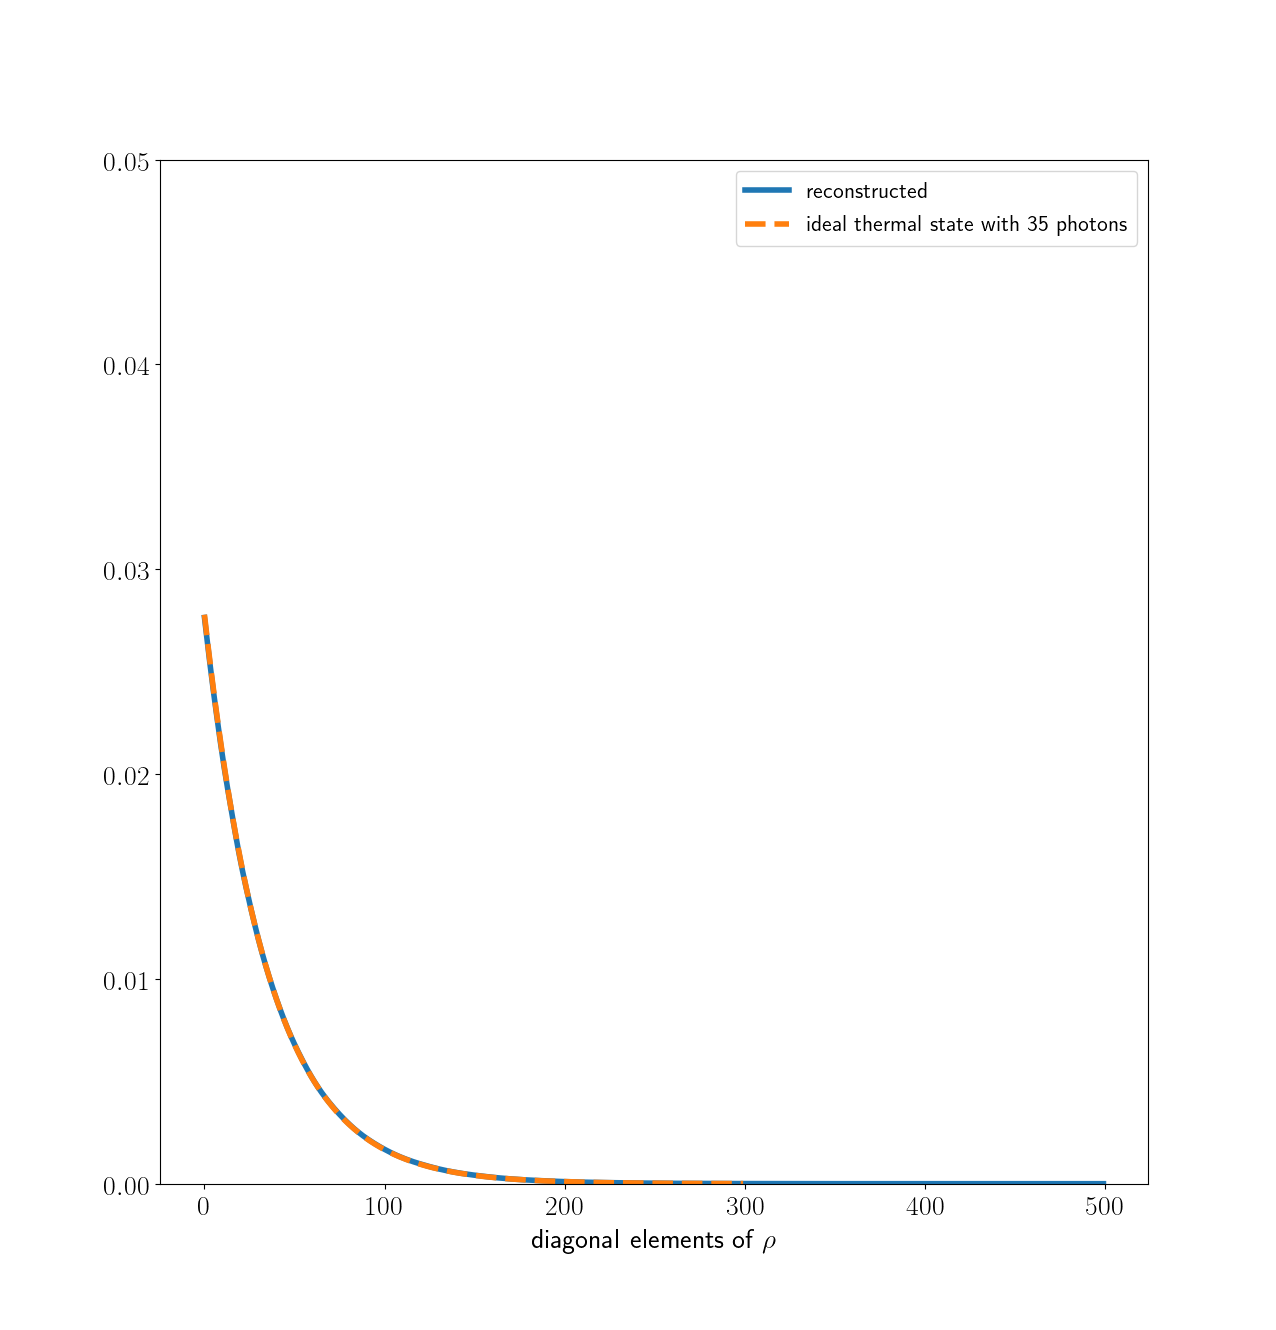 0.05
0.04
0.03
0.02
0.01
0.00
reconstructed
ideal thermal state with 35 photons
0 100 200 300 400 500
diagonal elements of ρ